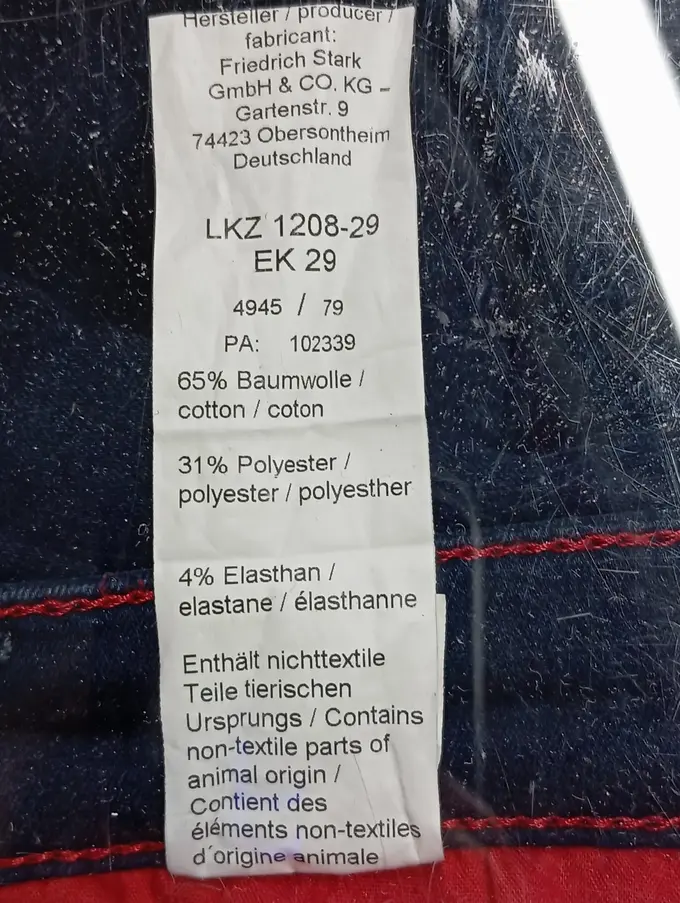 Hersteller / producer /
fabricant:
Friedrich Stark
GmbH & CO. KG -
Gartenstr. 9
74423 Obersontheim
Deutschland
LKZ 1208-29
EK 29
4945 / 79
PA: 102339
65% Baumwolle /
cotton / coton
31% Polyester /
polyester / polyesther
4% Elasthan /
elastane / élasthanne
Enthält nichttextile
Teile tierischen
Ursprungs / Contains
non-textile parts of
animal origin /
Contient des
éléments non-textiles
d´origine animale